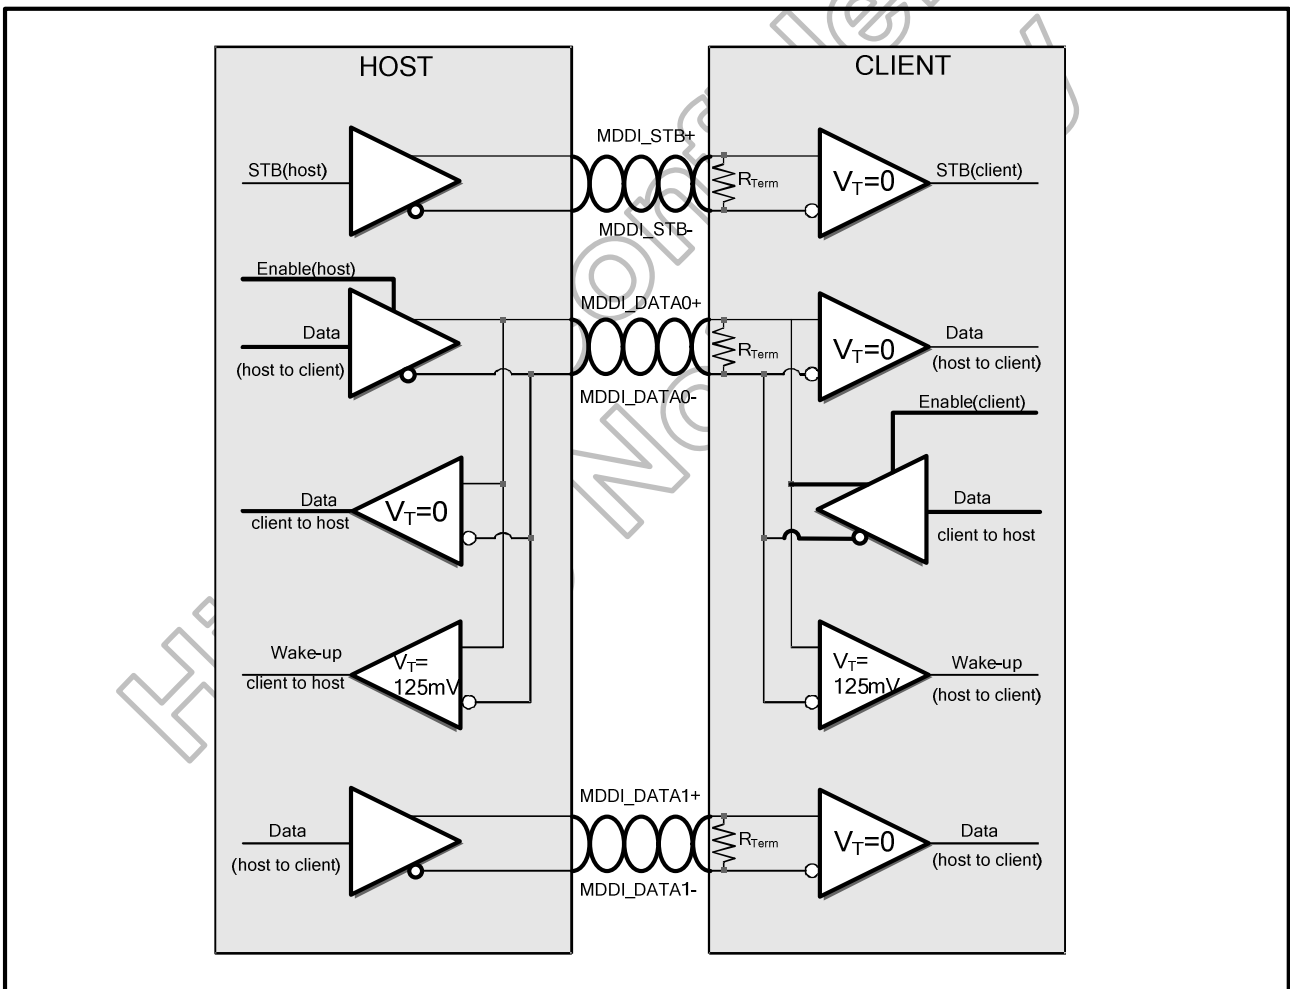 HOST
CLIENT
MDDI_STB+
STB(host)
RTerm
VT=0
STB(client)
MDDI_STB-
Enable(host)
MDDI_DATA0+
Data
(host to client)
RTerm
VT=0
Data
(host to client)
MDDI_DATA0-
Enable(client)
Data
client to host
VT=0
Data
client to host
Wake-up
client to host
VT=
125mV
VT=
125mV
Wake-up
(host to client)
MDDI_DATA1+
Data
(host to client)
RTerm
VT=0
Data
(host to client)
MDDI_DATA1-